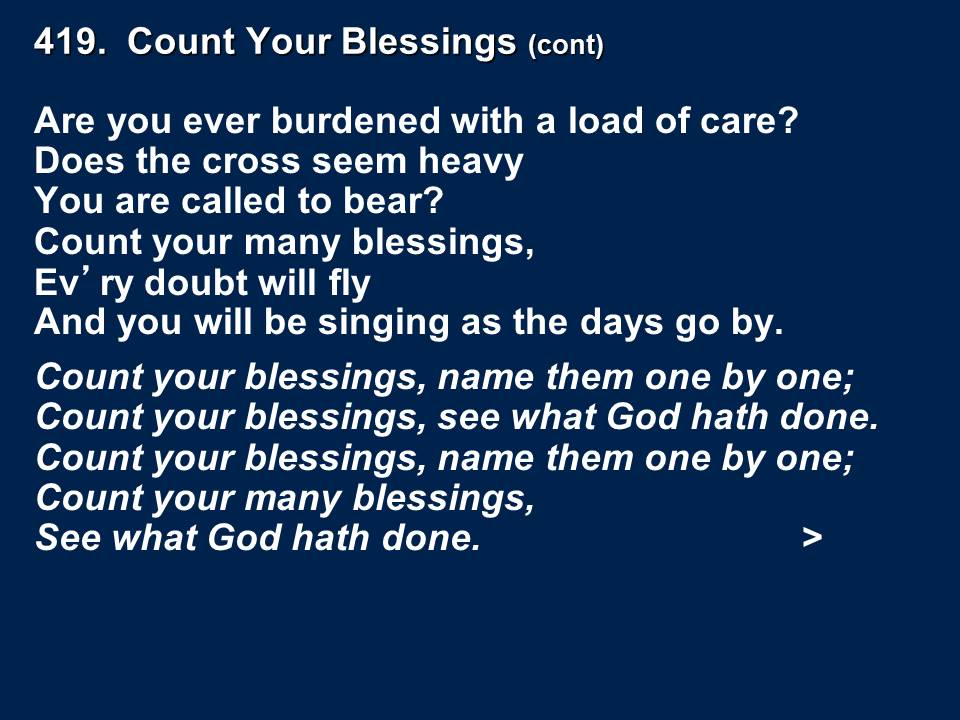 419.  Count Your Blessings (cont)
Are you ever burdened with a load of care?
Does the cross seem heavy
You are called to bear?
Count your many blessings,
Ev’ ry doubt will fly
And you will be singing as the days go by.
Count your blessings, name them one by one;
Count your blessings, see what God hath done.
Count your blessings, name them one by one;
Count your many blessings,
See what God hath done. >